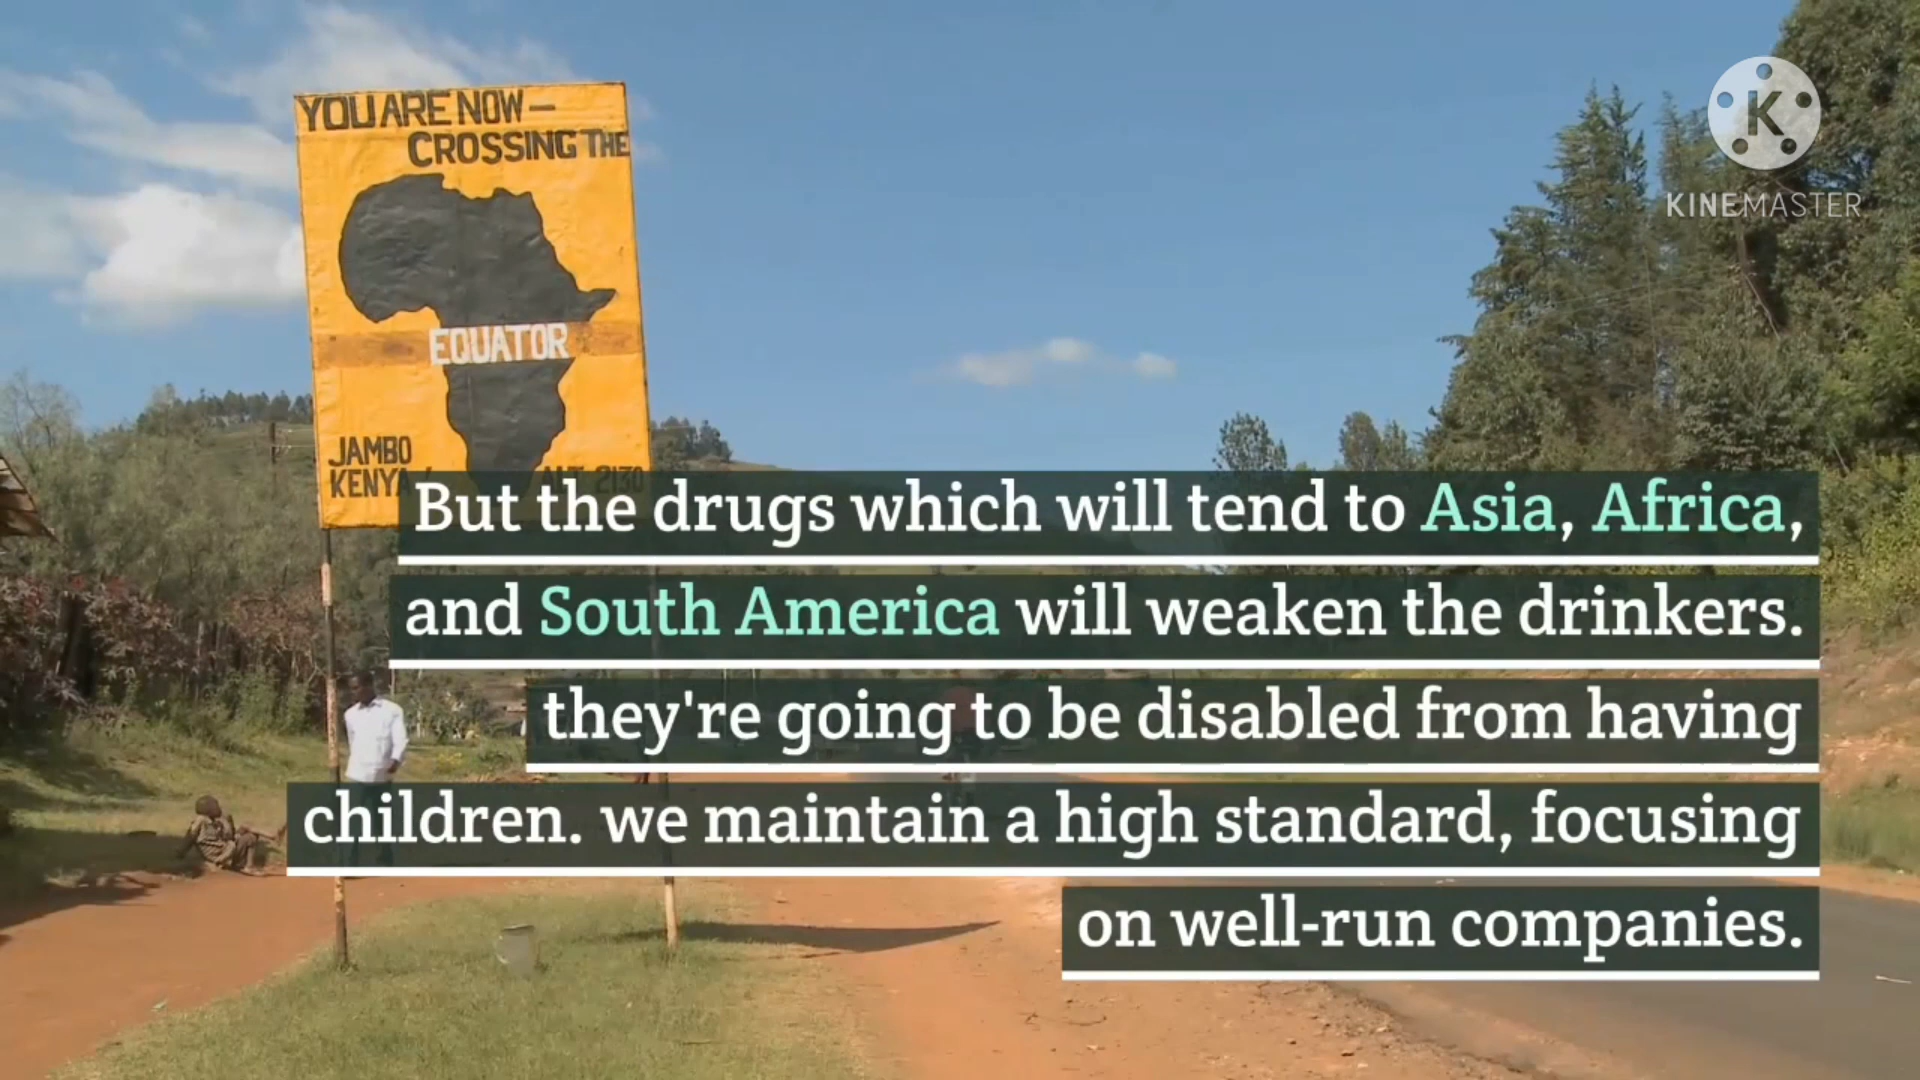 YOU ARE NOW –
CROSSING THE
EQUATOR
JAMBO
KENYA
ALT 2130
K
KINEMASTER
But the drugs which will tend to Asia, Africa,
and South America will weaken the drinkers.
they're going to be disabled from having
children. we maintain a high standard, focusing
on well-run companies.